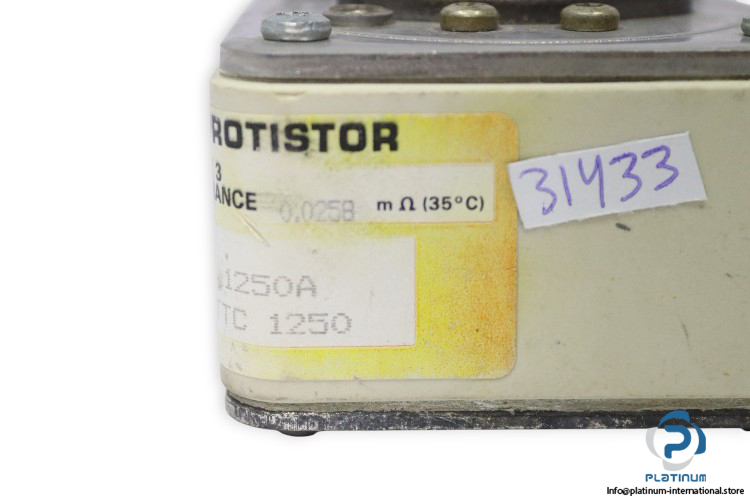 ROTISTOR
3
ANCE 0.0258 m Ω (35°C)
1250A
TC 1250
31433
PLATINUM
Info@platinum-international.store